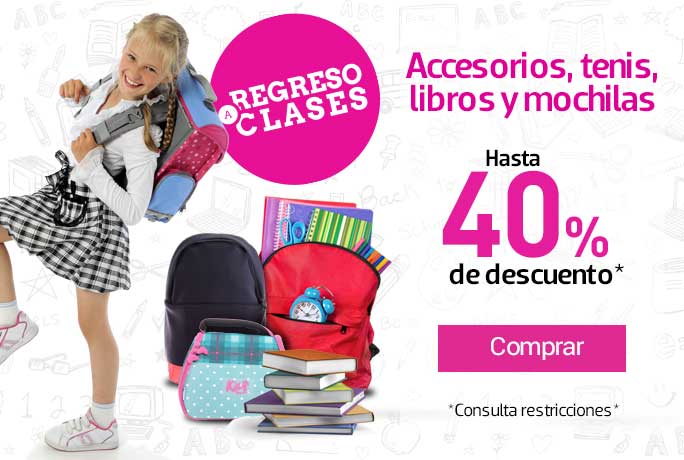 REGRESO
A CLASES
Accesorios, tenis,
libros y mochilas
Hasta
40%
de descuento*
Comprar
*Consulta restricciones*